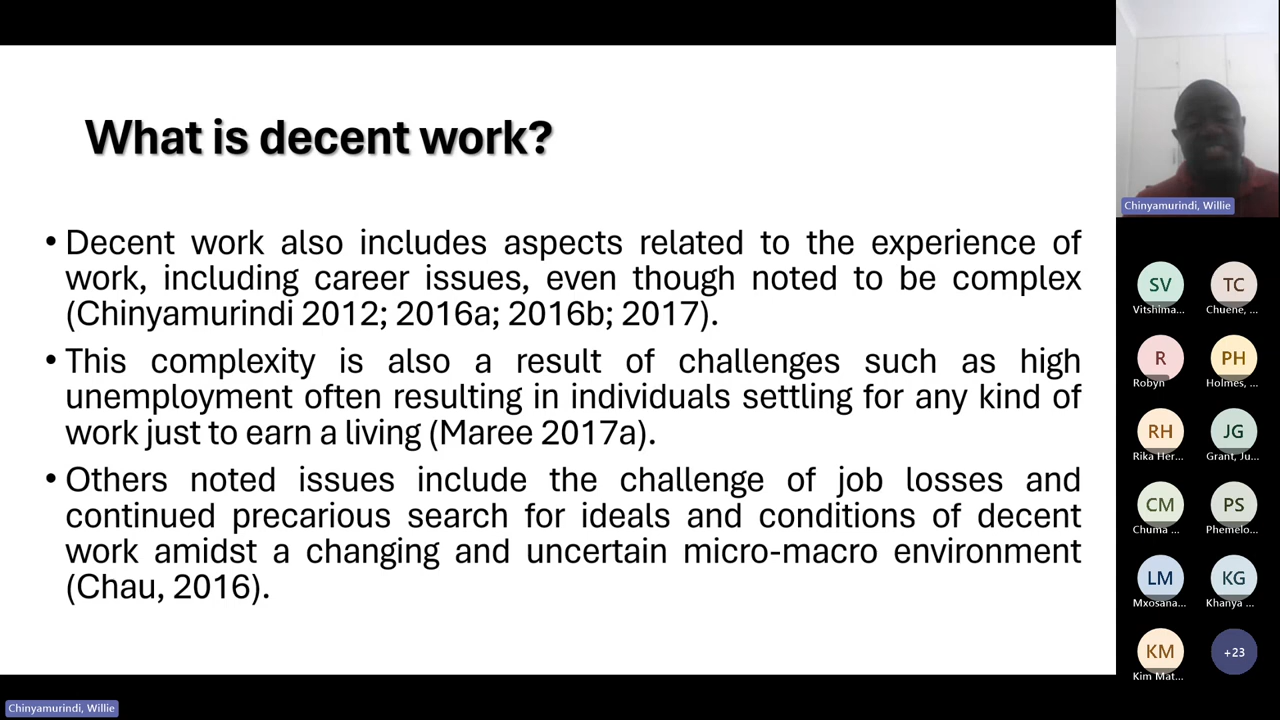 What is decent work?
• Decent work also includes aspects related to the experience of
work, including career issues, even though noted to be complex
(Chinyamurindi 2012; 2016a; 2016b; 2017).
• This complexity is also a result of challenges such as high
unemployment often resulting in individuals settling for any kind of
work just to earn a living (Maree 2017a).
• Others noted issues include the challenge of job losses and
continued precarious search for ideals and conditions of decent
work amidst a changing and uncertain micro-macro environment
(Chau, 2016).
Chinyamurindi, Willie
SV TC
Vitshima... Chuene, ...
R PH
Robyn Holmes, ...
RH JG
Rika Her... Grant, Ju...
CM PS
Chuma ... Phemelo...
LM KG
Mxosana... Khanya ...
KM +23
Kim Mat...
Chinyamurindi, Willie